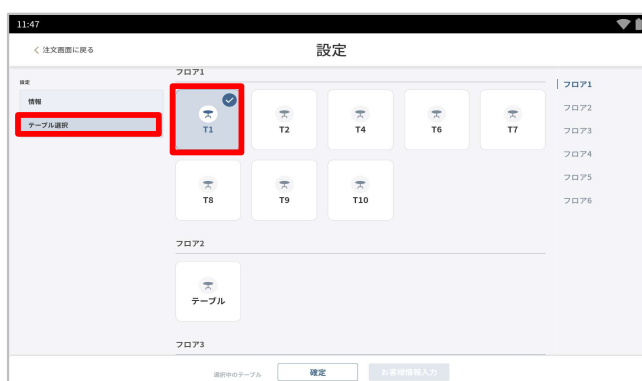 11:47
注文画面に戻る
設定
設定
情報
テーブル選択
フロア1
T1
T2
T4
T6
T7
T8
T9
T10
フロア2
テーブル
フロア3
フロア1
フロア2
フロア3
フロア4
フロア5
フロア6
選択中のテーブル
確定
お客様情報入力